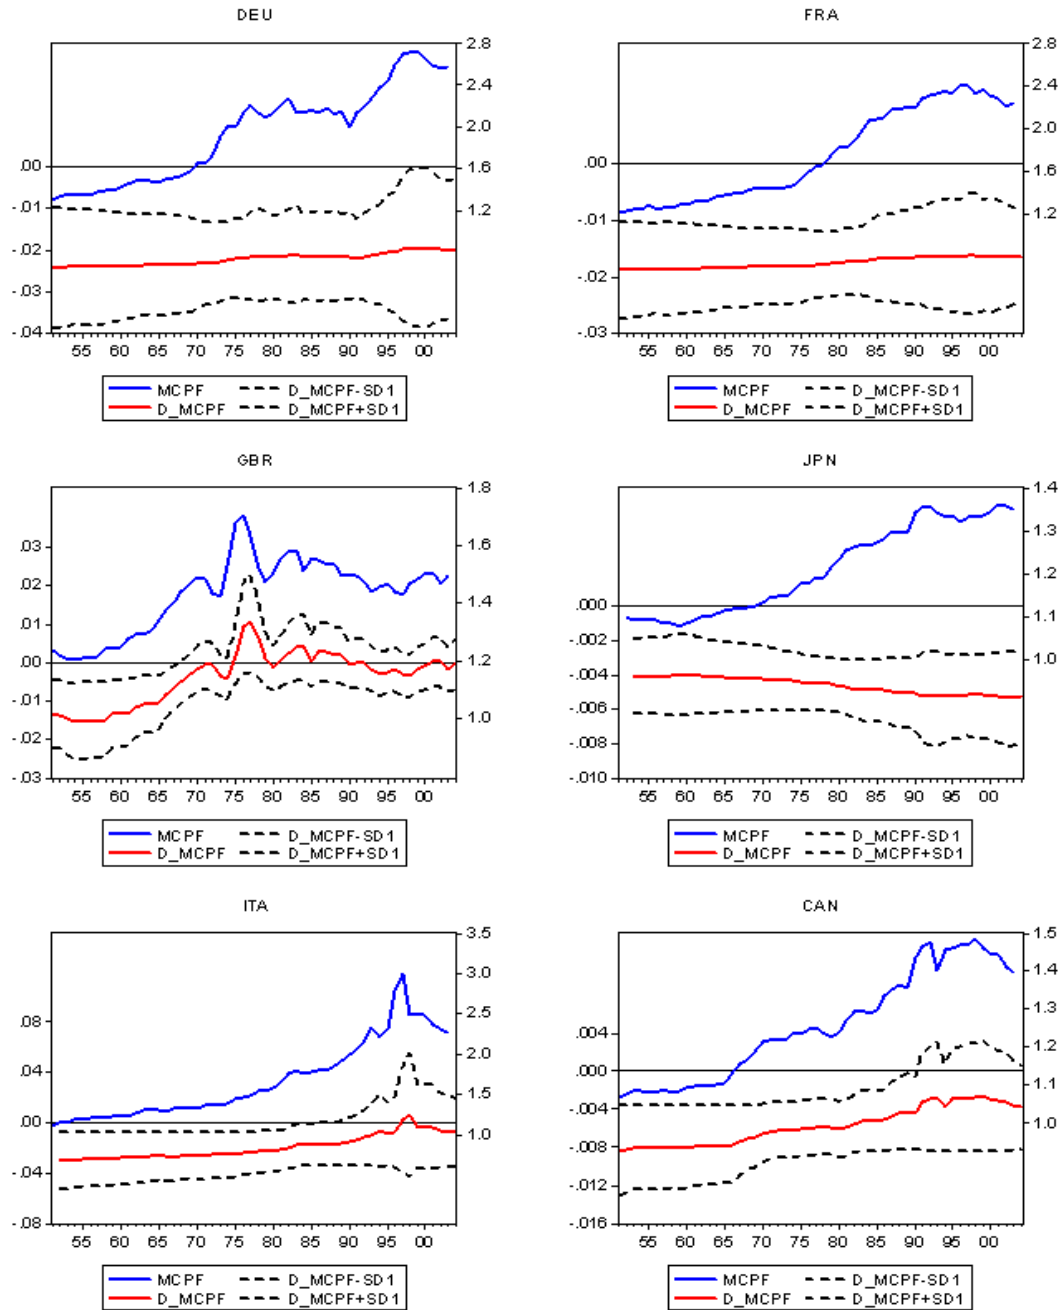 DEU
2.8
2.4
2.0
1.6
1.2
.00
-.01
-.02
-.03
-.04
55 60 65 70 75 80 85 90 95 00
MCPF D_MCPF-SD1
D_MCPF D_MCPF+SD1
FRA
2.8
2.4
2.0
1.6
1.2
.00
-.01
-.02
-.03
55 60 65 70 75 80 85 90 95 00
MCPF D_MCPF-SD1
D_MCPF D_MCPF+SD1
GBR
1.8
1.6
1.4
1.2
1.0
.03
.02
.01
.00
-.01
-.02
-.03
55 60 65 70 75 80 85 90 95 00
MCPF D_MCPF-SD1
D_MCPF D_MCPF+SD1
JPN
1.4
1.3
1.2
1.1
1.0
.000
-.002
-.004
-.006
-.008
-.010
55 60 65 70 75 80 85 90 95 00
MCPF D_MCPF-SD1
D_MCPF D_MCPF+SD1
ITA
3.5
3.0
2.5
2.0
1.5
1.0
.08
.04
.00
-.04
-.08
55 60 65 70 75 80 85 90 95 00
MCPF D_MCPF-SD1
D_MCPF D_MCPF+SD1
CAN
1.5
1.4
1.3
1.2
1.1
1.0
.004
.000
-.004
-.008
-.012
-.016
55 60 65 70 75 80 85 90 95 00
MCPF D_MCPF-SD1
D_MCPF D_MCPF+SD1